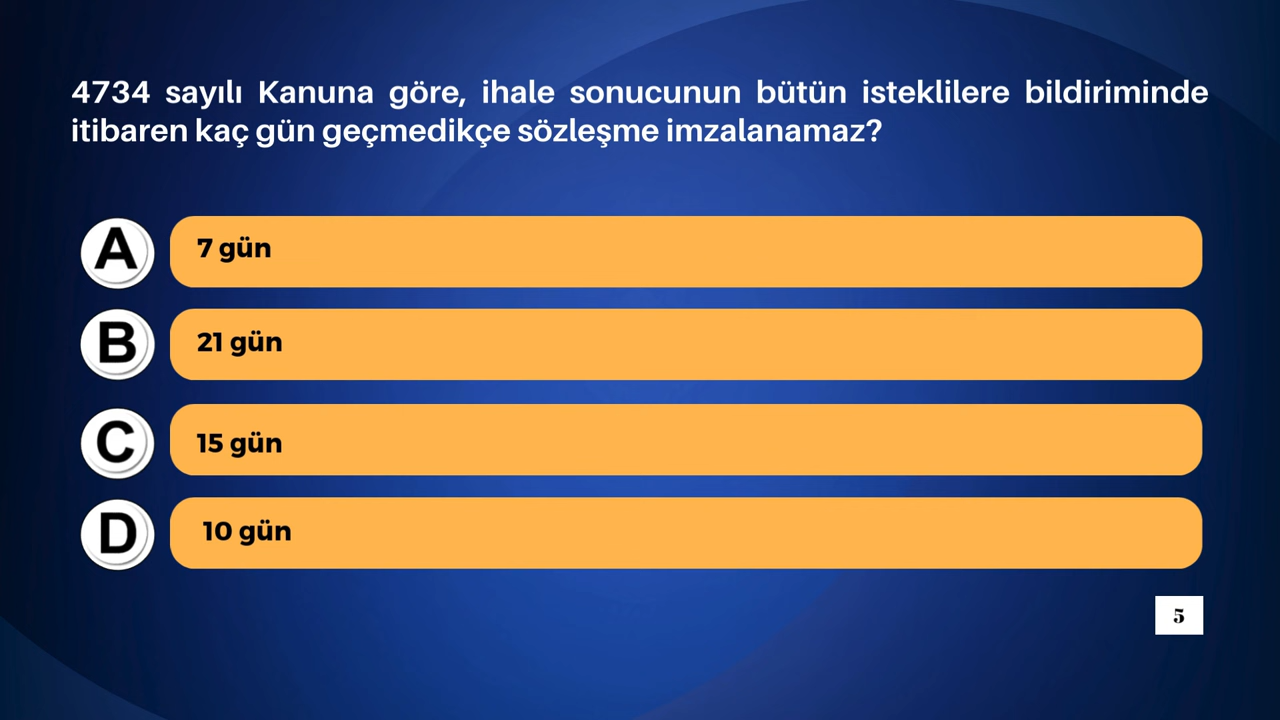 4734 sayılı Kanuna göre, ihale sonucunun bütün isteklilere bildiriminde
itibaren kaç gün geçmedikçe sözleşme imzalanamaz?
A 7 gün
B 21 gün
C 15 gün
D 10 gün
5